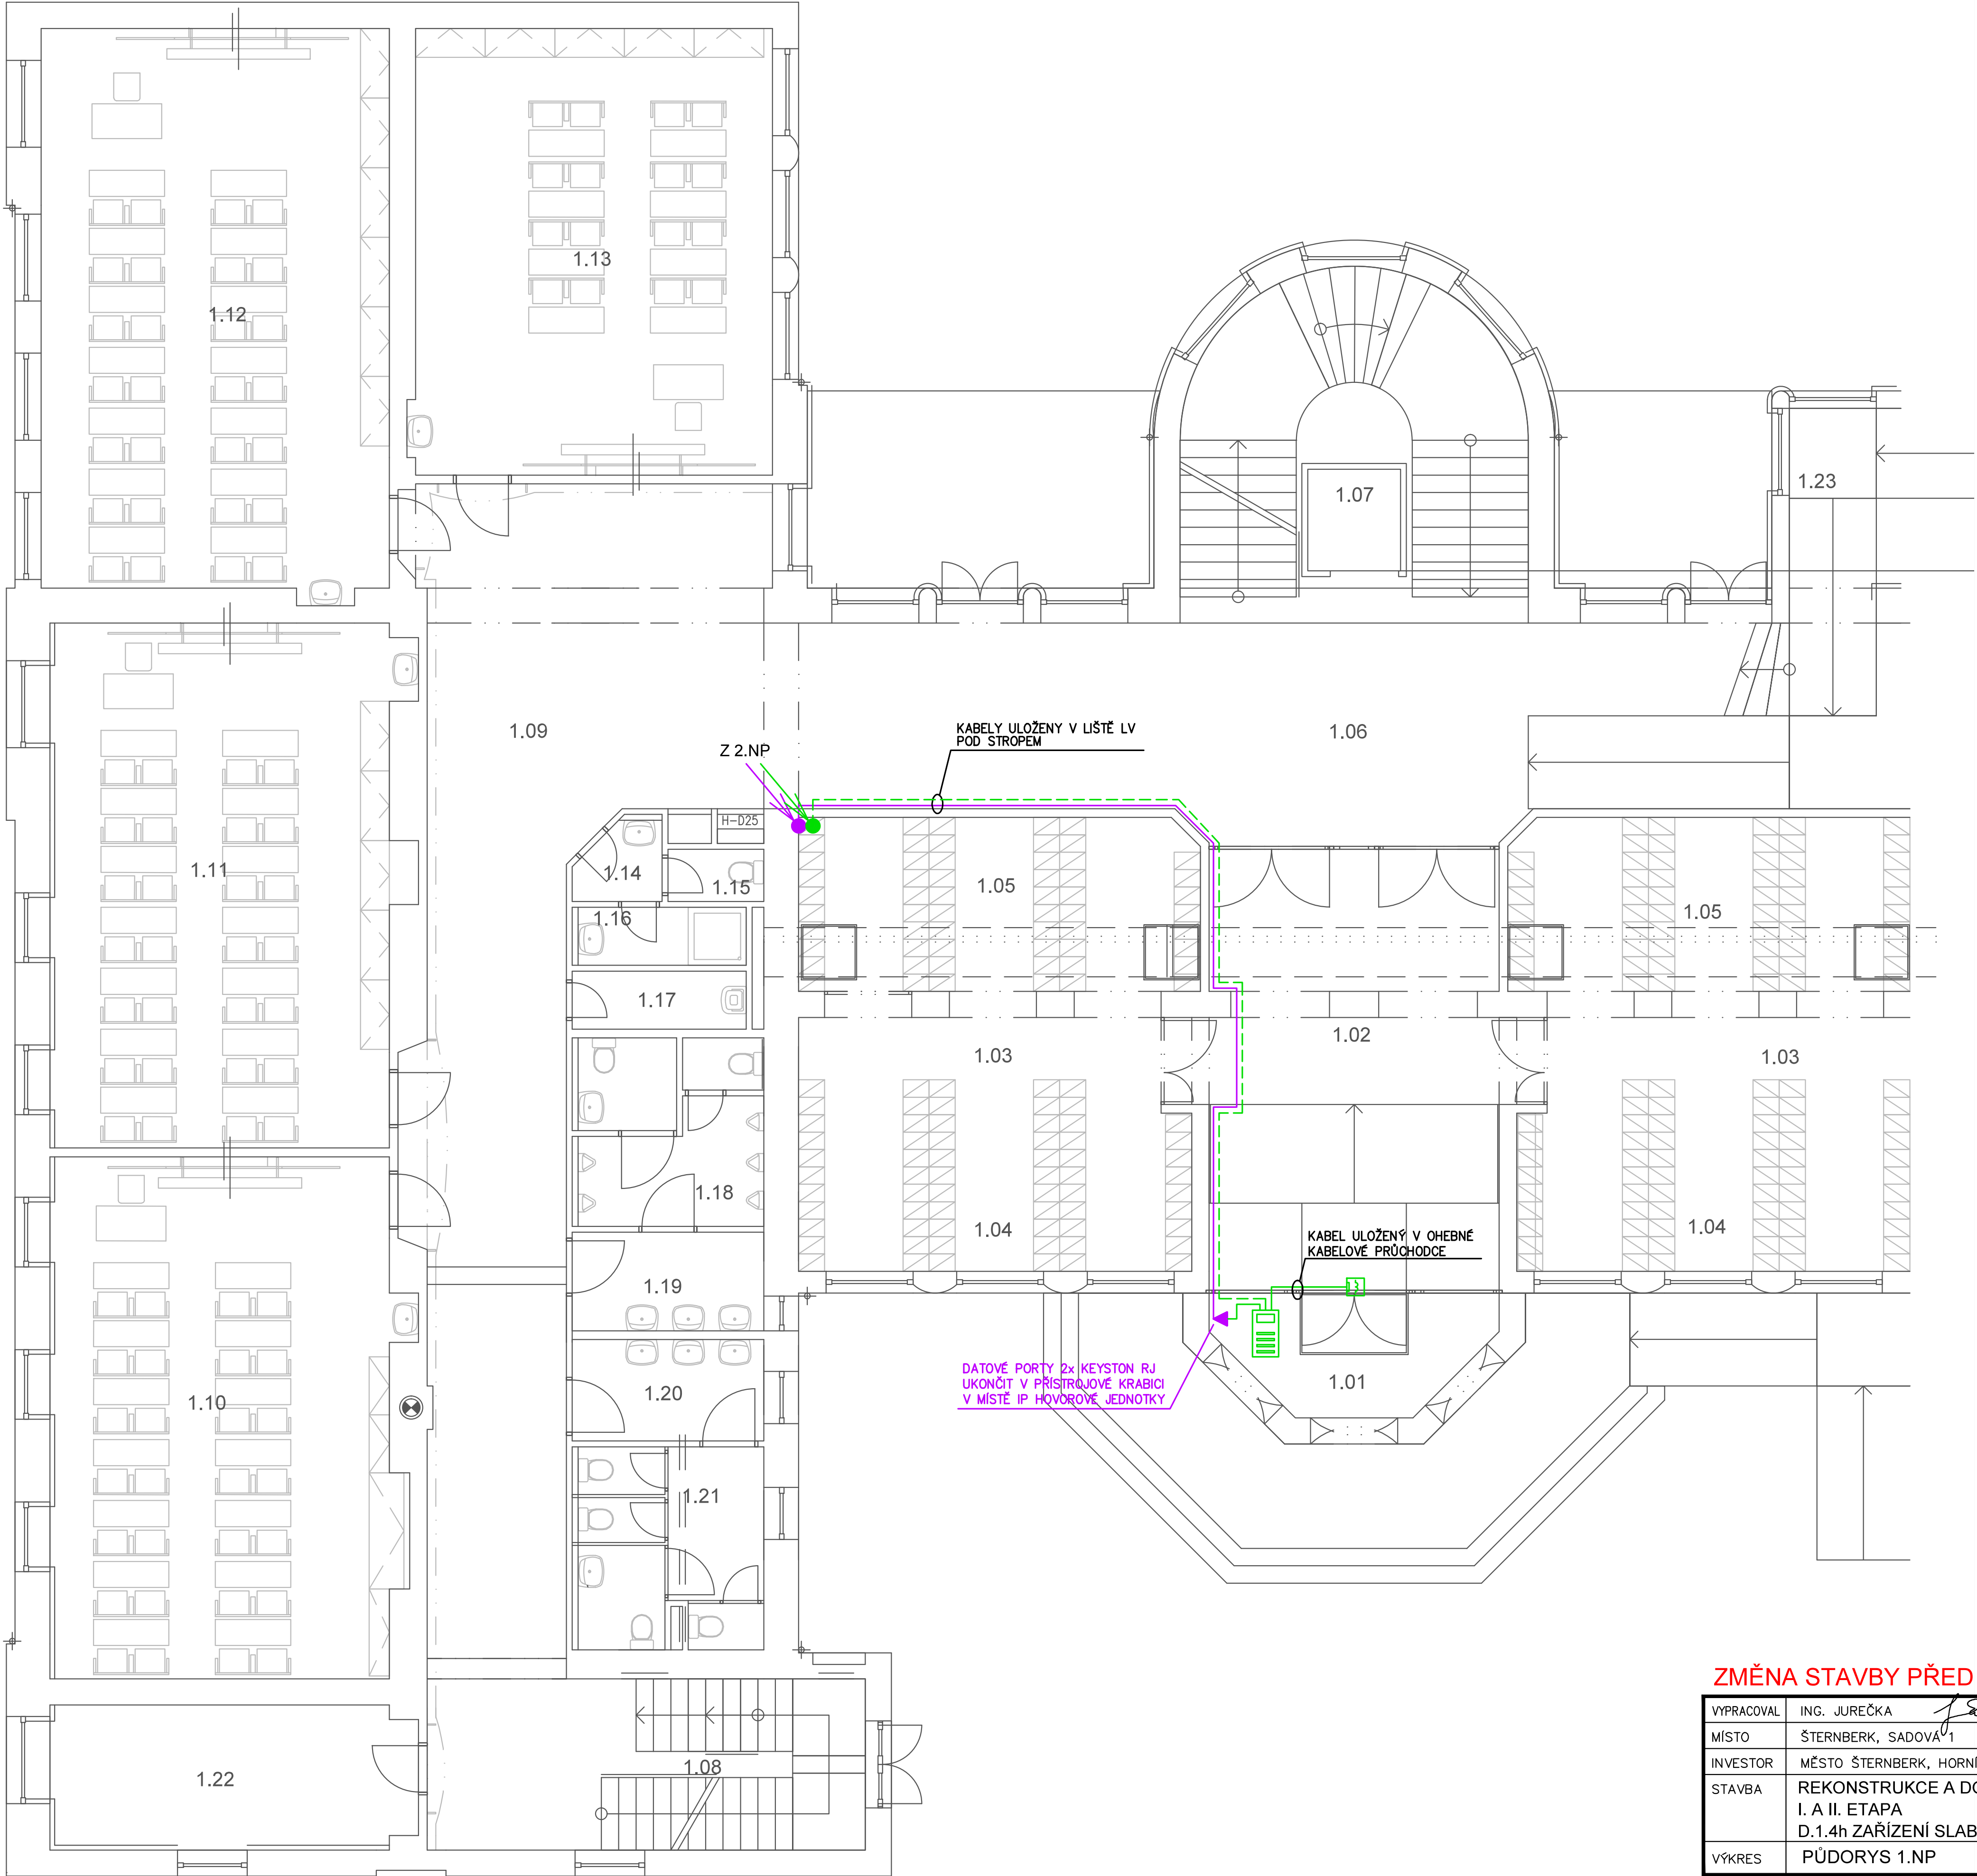 1.13
1.12
1.07
1.23
1.09
KABELY ULOŽENY V LIŠTĚ LV
POD STROPEM
1.06
Z 2.NP
H-D25
1.11
1.14
1.15
1.05
1.05
1.16
1.17
1.02
1.03
1.03
1.18
1.04
1.04
KABEL ULOŽENÝ V OHEBNÉ
KABELOVÉ PRŮCHODCE
1.19
DATOVÉ PORTY 2x KEYSTON RJ
UKONČIT V PŘÍSTROJOVÉ KRABICI
V MÍSTĚ IP HOVOROVÉ JEDNOTKY
1.01
1.20
1.10
1.21
1.08
1.22
ZMĚNA STAVBY PŘED
VYPRACOVAL ING. JUREČKA
MÍSTO ŠTERNBERK, SADOVÁ 1
INVESTOR MĚSTO ŠTERNBERK, HORNÍ
STAVBA REKONSTRUKCE A DO
I. A II. ETAPA
D.1.4h ZAŘÍZENÍ SLAB
VÝKRES PŮDORYS 1.NP